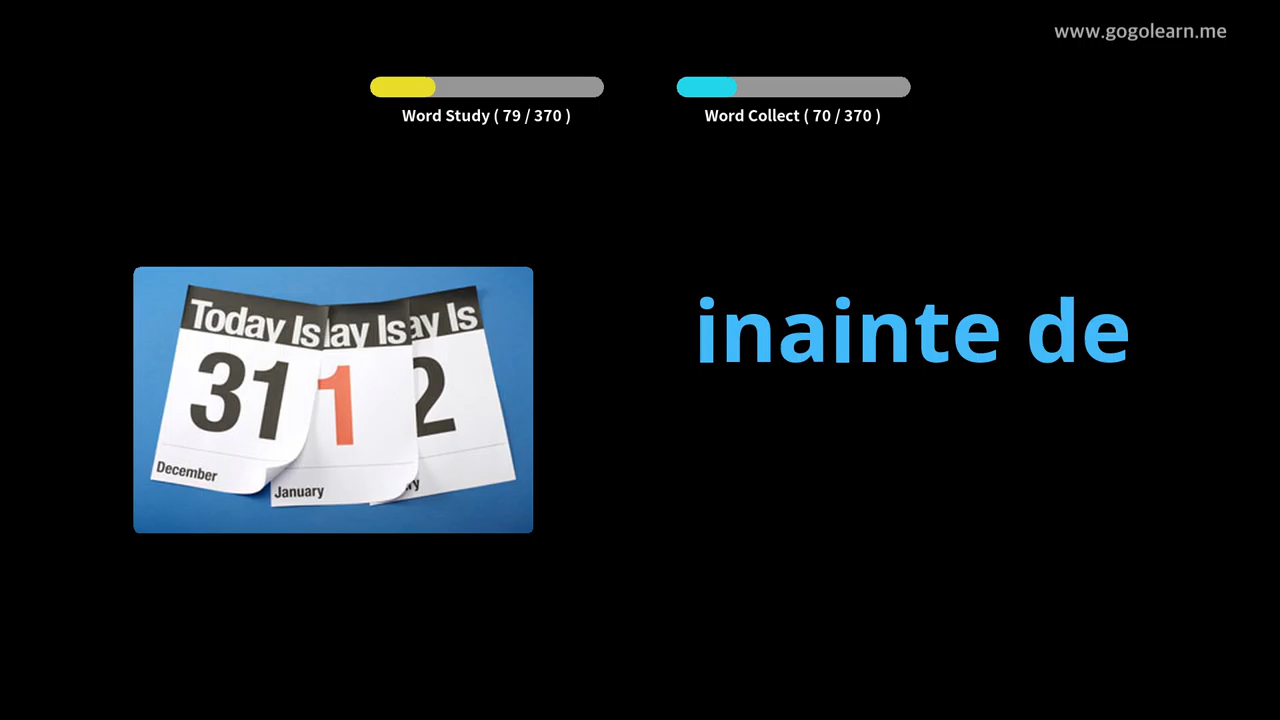 www.gogolearn.me
Word Study ( 79 / 370 )
Word Collect ( 70 / 370 )
Today Is
ay Is
ay Is
31
1
2
December
January
ry
inainte de